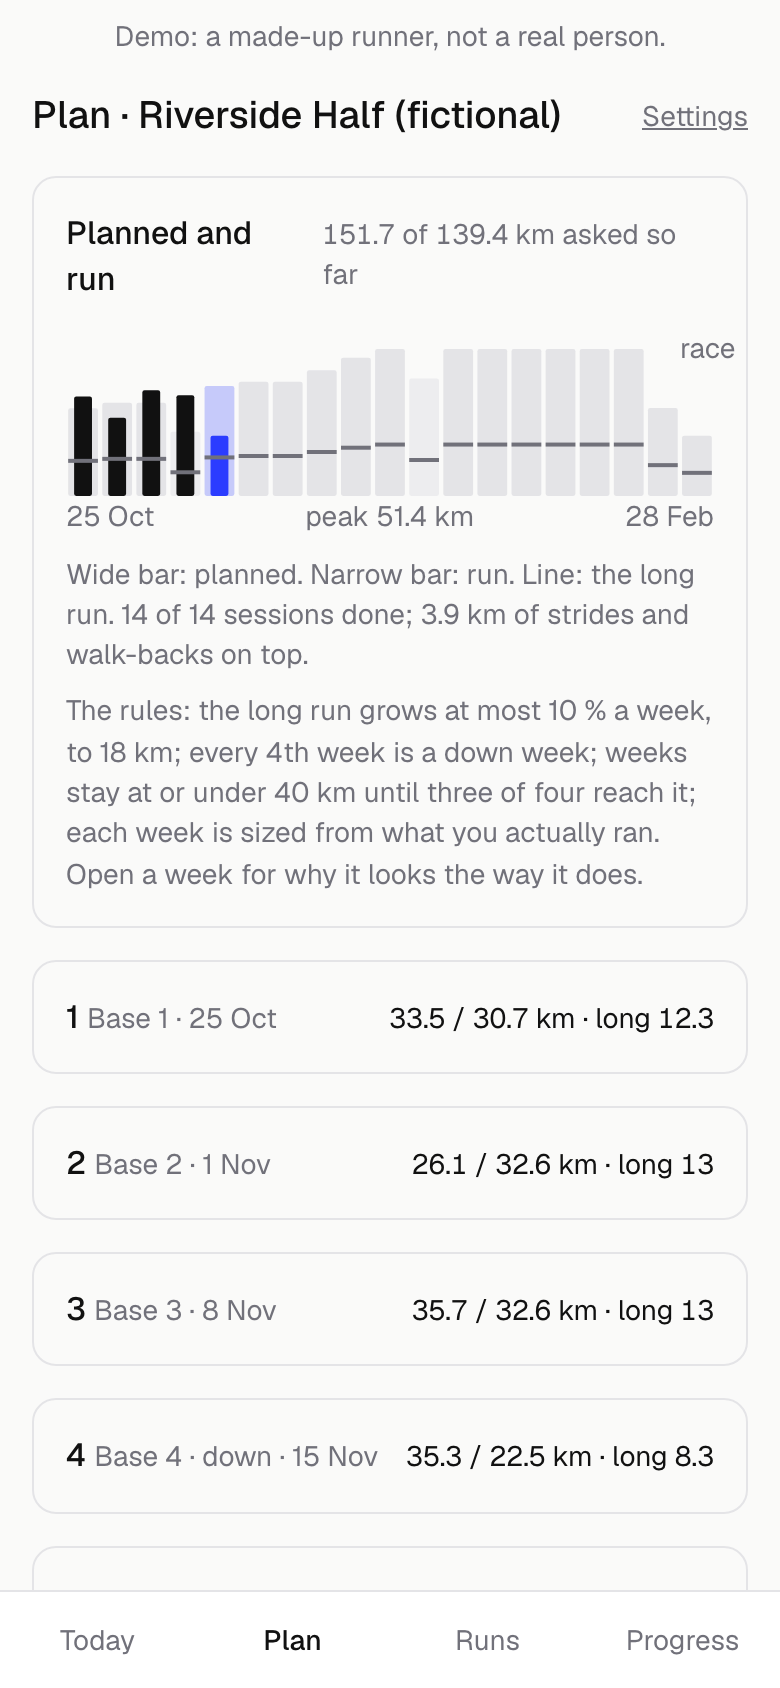 Demo: a made-up runner, not a real person.
Plan · Riverside Half (fictional)
Settings
Planned and
run
151.7 of 139.4 km asked so
far
race
25 Oct
peak 51.4 km
28 Feb
Wide bar: planned. Narrow bar: run. Line: the long
run. 14 of 14 sessions done; 3.9 km of strides and
walk-backs on top.
The rules: the long run grows at most 10 % a week,
to 18 km; every 4th week is a down week; weeks
stay at or under 40 km until three of four reach it;
each week is sized from what you actually ran.
Open a week for why it looks the way it does.
1 Base 1 · 25 Oct
33.5 / 30.7 km · long 12.3
2 Base 2 · 1 Nov
26.1 / 32.6 km · long 13
3 Base 3 · 8 Nov
35.7 / 32.6 km · long 13
4 Base 4 · down · 15 Nov
35.3 / 22.5 km · long 8.3
Today
Plan
Runs
Progress